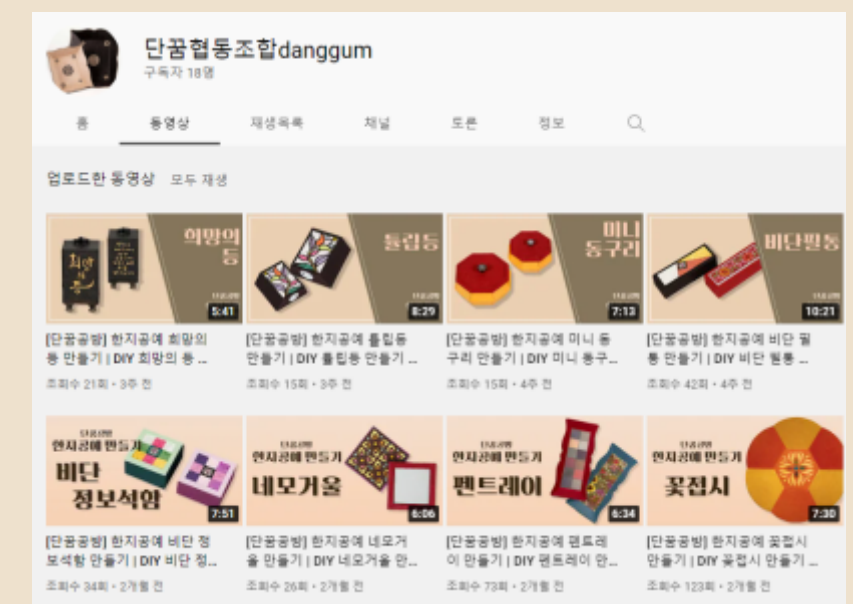 단꿈협동조합danggum
구독자 18명
홈 동영상 재생목록 채널 토론 정보
업로드한 동영상 모두 재생
희망의
등
5:41
튤립등
8:29
미니
동구리
7:13
비단필통
10:21
[단꿈공방] 한지공예 희망의
등 만들기 | DIY 희망의 등 ...
조회수 21회 • 3주 전
[단꿈공방] 한지공예 튤립등
만들기 | DIY 튤립등 만들기 ...
조회수 15회 • 3주 전
[단꿈공방] 한지공예 미니 동
구리 만들기 | DIY 미니 동구...
조회수 15회 • 4주 전
[단꿈공방] 한지공예 비단 필
통 만들기 | DIY 비단 필통 ...
조회수 42회 • 4주 전
단꿈공방
한지공예 만들기
비단
정보석함
7:51
단꿈공방
한지공예 만들기
네모거울
6:06
단꿈공방
한지공예 만들기
펜트레이
6:34
단꿈공방
한지공예 만들기
꽃접시
7:30
[단꿈공방] 한지공예 비단 정
보석함 만들기 | DIY 비단 정...
조회수 34회 • 2개월 전
[단꿈공방] 한지공예 네모거
울 만들기 | DIY 네모거울 만...
조회수 26회 • 2개월 전
[단꿈공방] 한지공예 펜트레
이 만들기 | DIY 펜트레이 만...
조회수 73회 • 2개월 전
[단꿈공방] 한지공예 꽃접시
만들기 | DIY 꽃접시 만들기 ...
조회수 123회 • 2개월 전